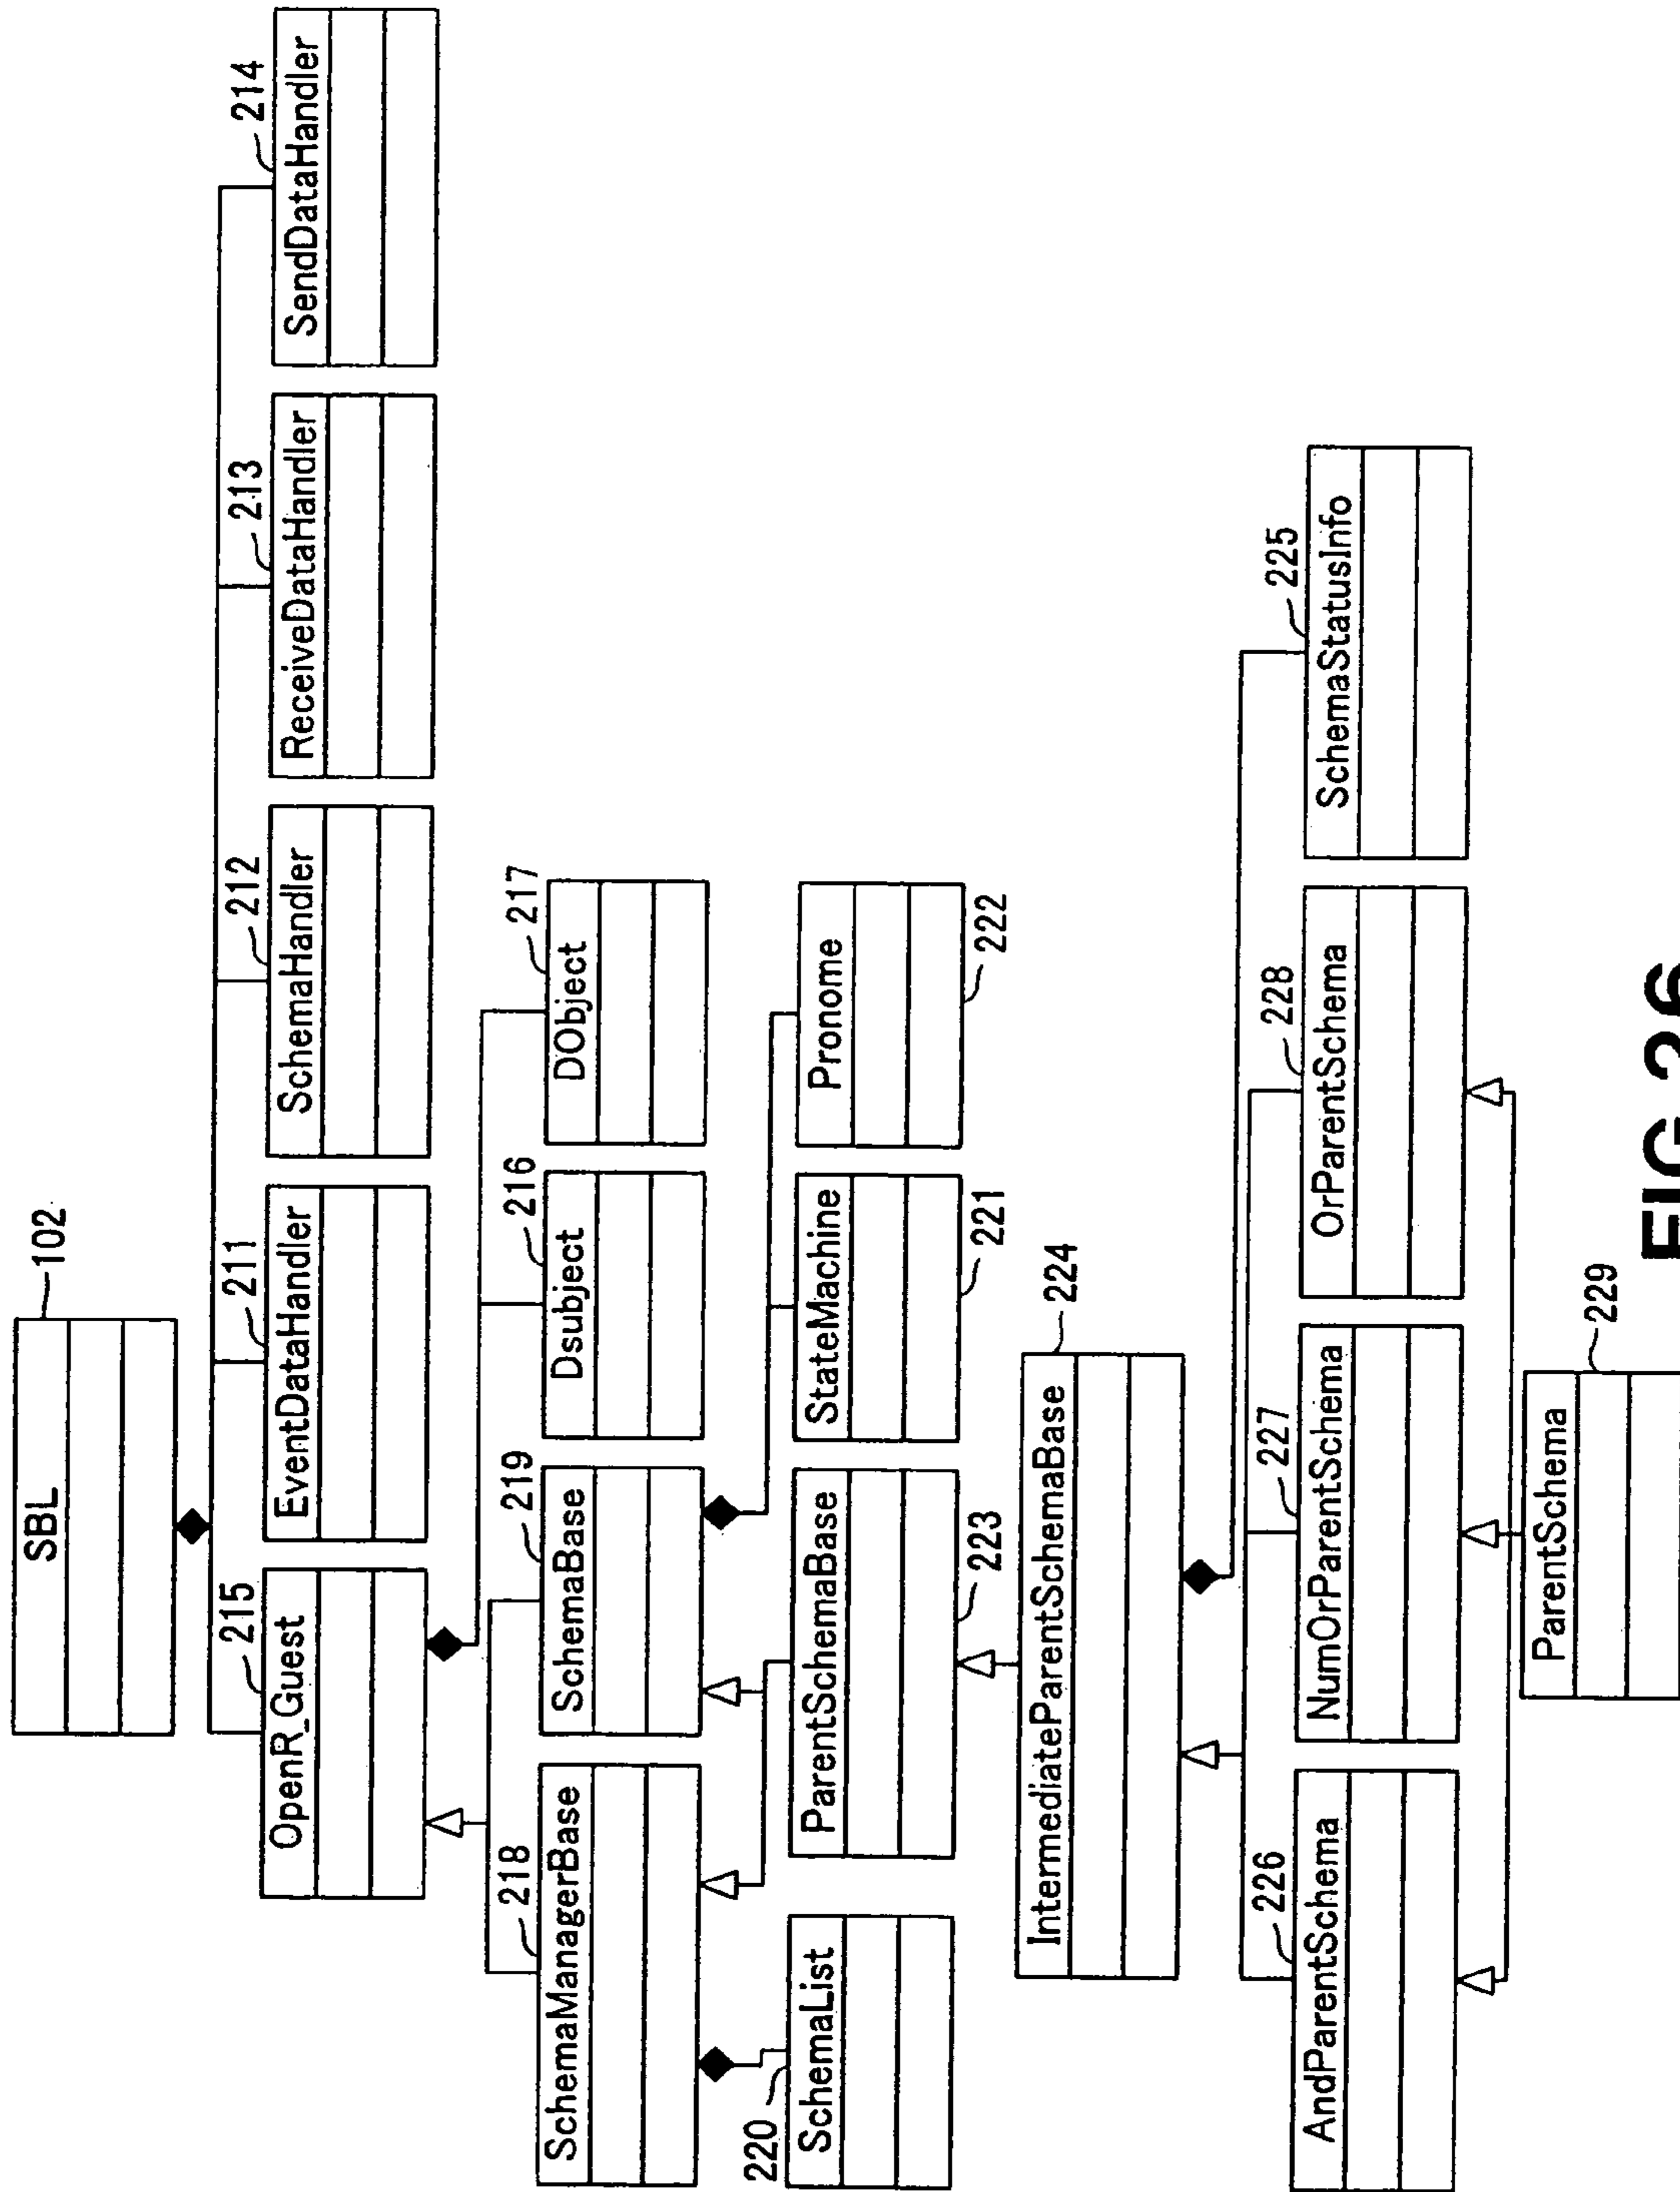 SBL
102
OpenR_Guest
215
EventDataHandler
211
SchemaHandler
212
ReceiveDataHandler
213
SendDataHandler
214
SchemaManagerBase
218
SchemaBase
219
Dsubject
216
DObject
217
SchemaList
220
ParentSchemaBase
223
StateMachine
221
Pronome
222
IntermediateParentSchemaBase
224
AndParentSchema
226
NumOrParentSchema
227
OrParentSchema
228
SchemaStatusInfo
225
ParentSchema
229
FIG.26